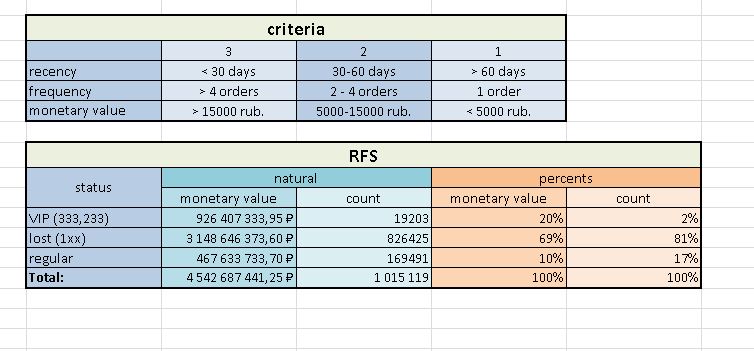 criteria
3 2 1
recency < 30 days 30-60 days > 60 days
frequency > 4 orders 2 - 4 orders 1 order
monetary value > 15000 rub. 5000-15000 rub. < 5000 rub.
RFS
status natural percents
monetary value count monetary value count
VIP (333,233) 926 407 333,95 ₽ 19203 20% 2%
lost (1xx) 3 148 646 373,60 ₽ 826425 69% 81%
regular 467 633 733,70 ₽ 169491 10% 17%
Total: 4 542 687 441,25 ₽ 1 015 119 100% 100%